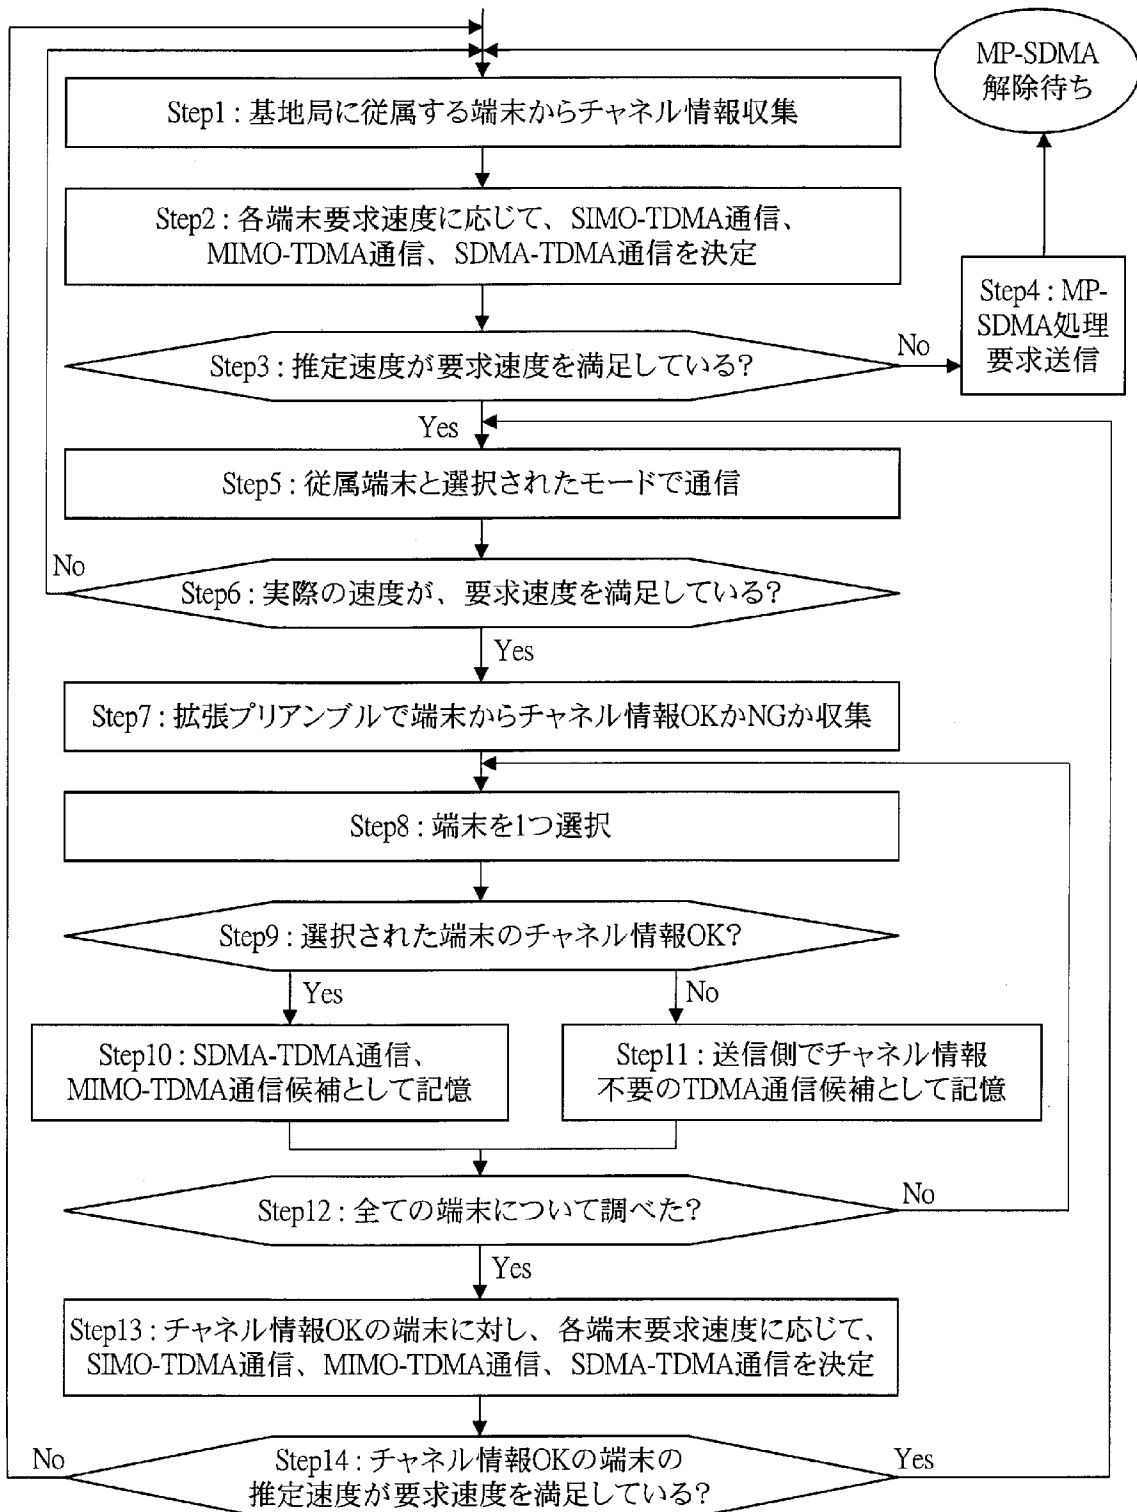 MP-SDMA
解除待ち
Step1 : 基地局に従属する端末からチャネル情報収集
Step2 : 各端末要求速度に応じて、SIMO-TDMA通信、
MIMO-TDMA通信、SDMA-TDMA通信を決定
Step4 : MP-
SDMA処理
要求送信
Step3 : 推定速度が要求速度を満足している?
No
Yes
Step5 : 従属端末と選択されたモードで通信
No
Step6 : 実際の速度が、要求速度を満足している?
Yes
Step7 : 拡張プリアンブルで端末からチャネル情報OKかNGか収集
Step8 : 端末を1つ選択
Step9 : 選択された端末のチャネル情報OK?
Yes
No
Step10 : SDMA-TDMA通信、
MIMO-TDMA通信候補として記憶
Step11 : 送信側でチャネル情報
不要のTDMA通信候補として記憶
Step12 : 全ての端末について調べた?
No
Yes
Step13 : チャネル情報OKの端末に対し、各端末要求速度に応じて、
SIMO-TDMA通信、MIMO-TDMA通信、SDMA-TDMA通信を決定
No
Step14 : チャネル情報OKの端末の
推定速度が要求速度を満足している?
Yes